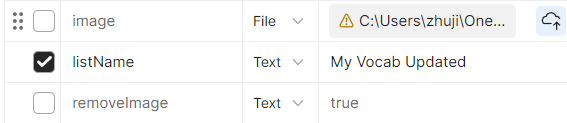 image File C:\Users\zhuji\One...
listName Text My Vocab Updated
removeImage Text true